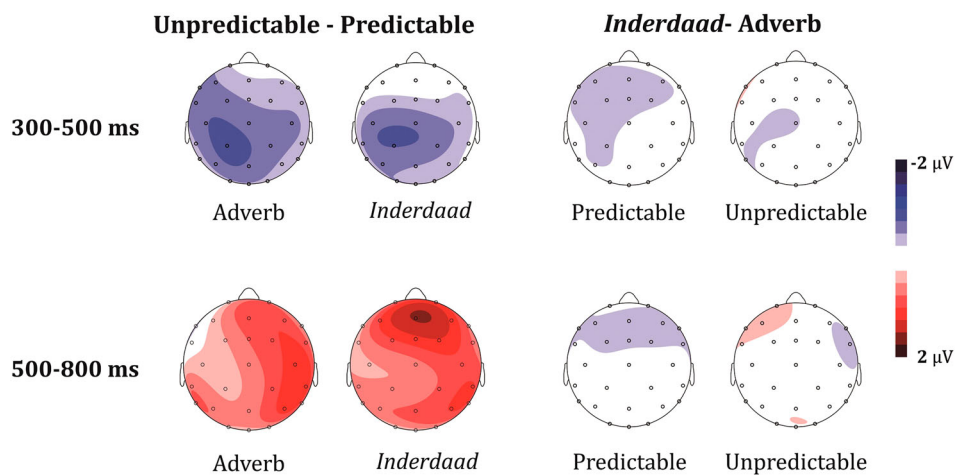 Unpredictable - Predictable
Inderdaad- Adverb
300-500 ms
Adverb
Inderdaad
Predictable
Unpredictable
-2 μV
500-800 ms
2 μV
Adverb
Inderdaad
Predictable
Unpredictable